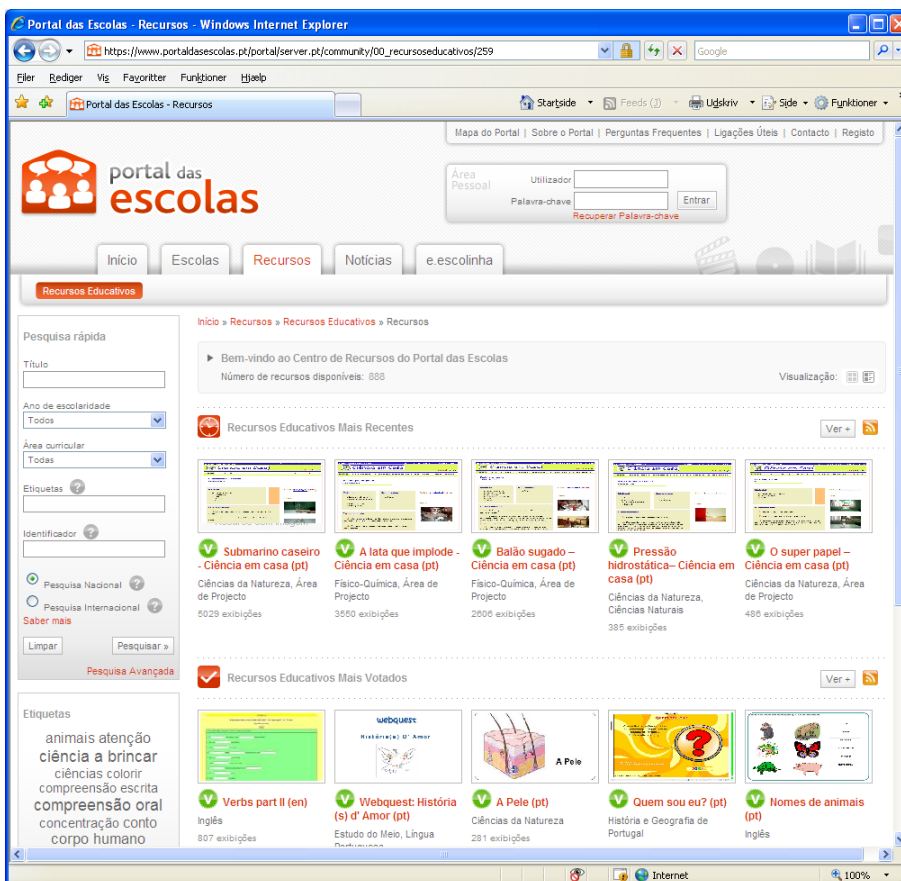 Portal das Escolas - Recursos - Windows Internet Explorer
https://www.portaldasescolas.pt/portal/server.pt/community/00_recursoseducativos/259
Google
Filer Rediger Vis Favoritter Funktioner Hjælp
Portal das Escolas - Recursos
Startside Feeds (J) Udskriv Side Funktioner
Mapa do Portal | Sobre o Portal | Perguntas Frequentes | Ligações Úteis | Contacto | Registo
portal das
escolas
Área
Pessoal
Utilizador
Palavra-chave
Entrar
Recuperar Palavra-chave
Início Escolas Recursos Notícias e.escolinha
Recursos Educativos
Pesquisa rápida
Título
Ano de escolaridade
Todos
Área curricular
Todas
Etiquetas ?
Identificador ?
Pesquisa Nacional ?
Pesquisa Internacional ?
Saber mais
Limpar Pesquisar »
Pesquisa Avançada
Etiquetas
animais atenção
ciência a brincar
ciências colorir
compreensão escrita
compreensão oral
concentração conto
corpo humano
Início » Recursos » Recursos Educativos » Recursos
Bem-vindo ao Centro de Recursos do Portal das Escolas
Número de recursos disponíveis: 888
Visualização:
Recursos Educativos Mais Recentes
Ver +
V Submarino caseiro
- Ciência em casa (pt)
Ciências da Natureza, Área
de Projecto
5029 exibições
V A lata que implode -
Ciência em casa (pt)
Físico-Química, Área de
Projecto
3550 exibições
V Balão sugado –
Ciência em casa (pt)
Físico-Química, Área de
Projecto
2606 exibições
V Pressão
hidrostática– Ciência em
casa (pt)
Ciências da Natureza,
Ciências Naturais
385 exibições
V O super papel –
Ciência em casa (pt)
Ciências da Natureza, Área
de Projecto
486 exibições
Recursos Educativos Mais Votados
Ver +
V Verbs part II (en)
Inglês
807 exibições
webquest
História(s) D' Amor
V Webquest: História
(s) d' Amor (pt)
Estudo do Meio, Língua
Portuguesa
A Pele
V A Pele (pt)
Ciências da Natureza
281 exibições
V Quem sou eu? (pt)
História e Geografia de
Portugal
V Nomes de animais
(pt)
Inglês
Internet
100%